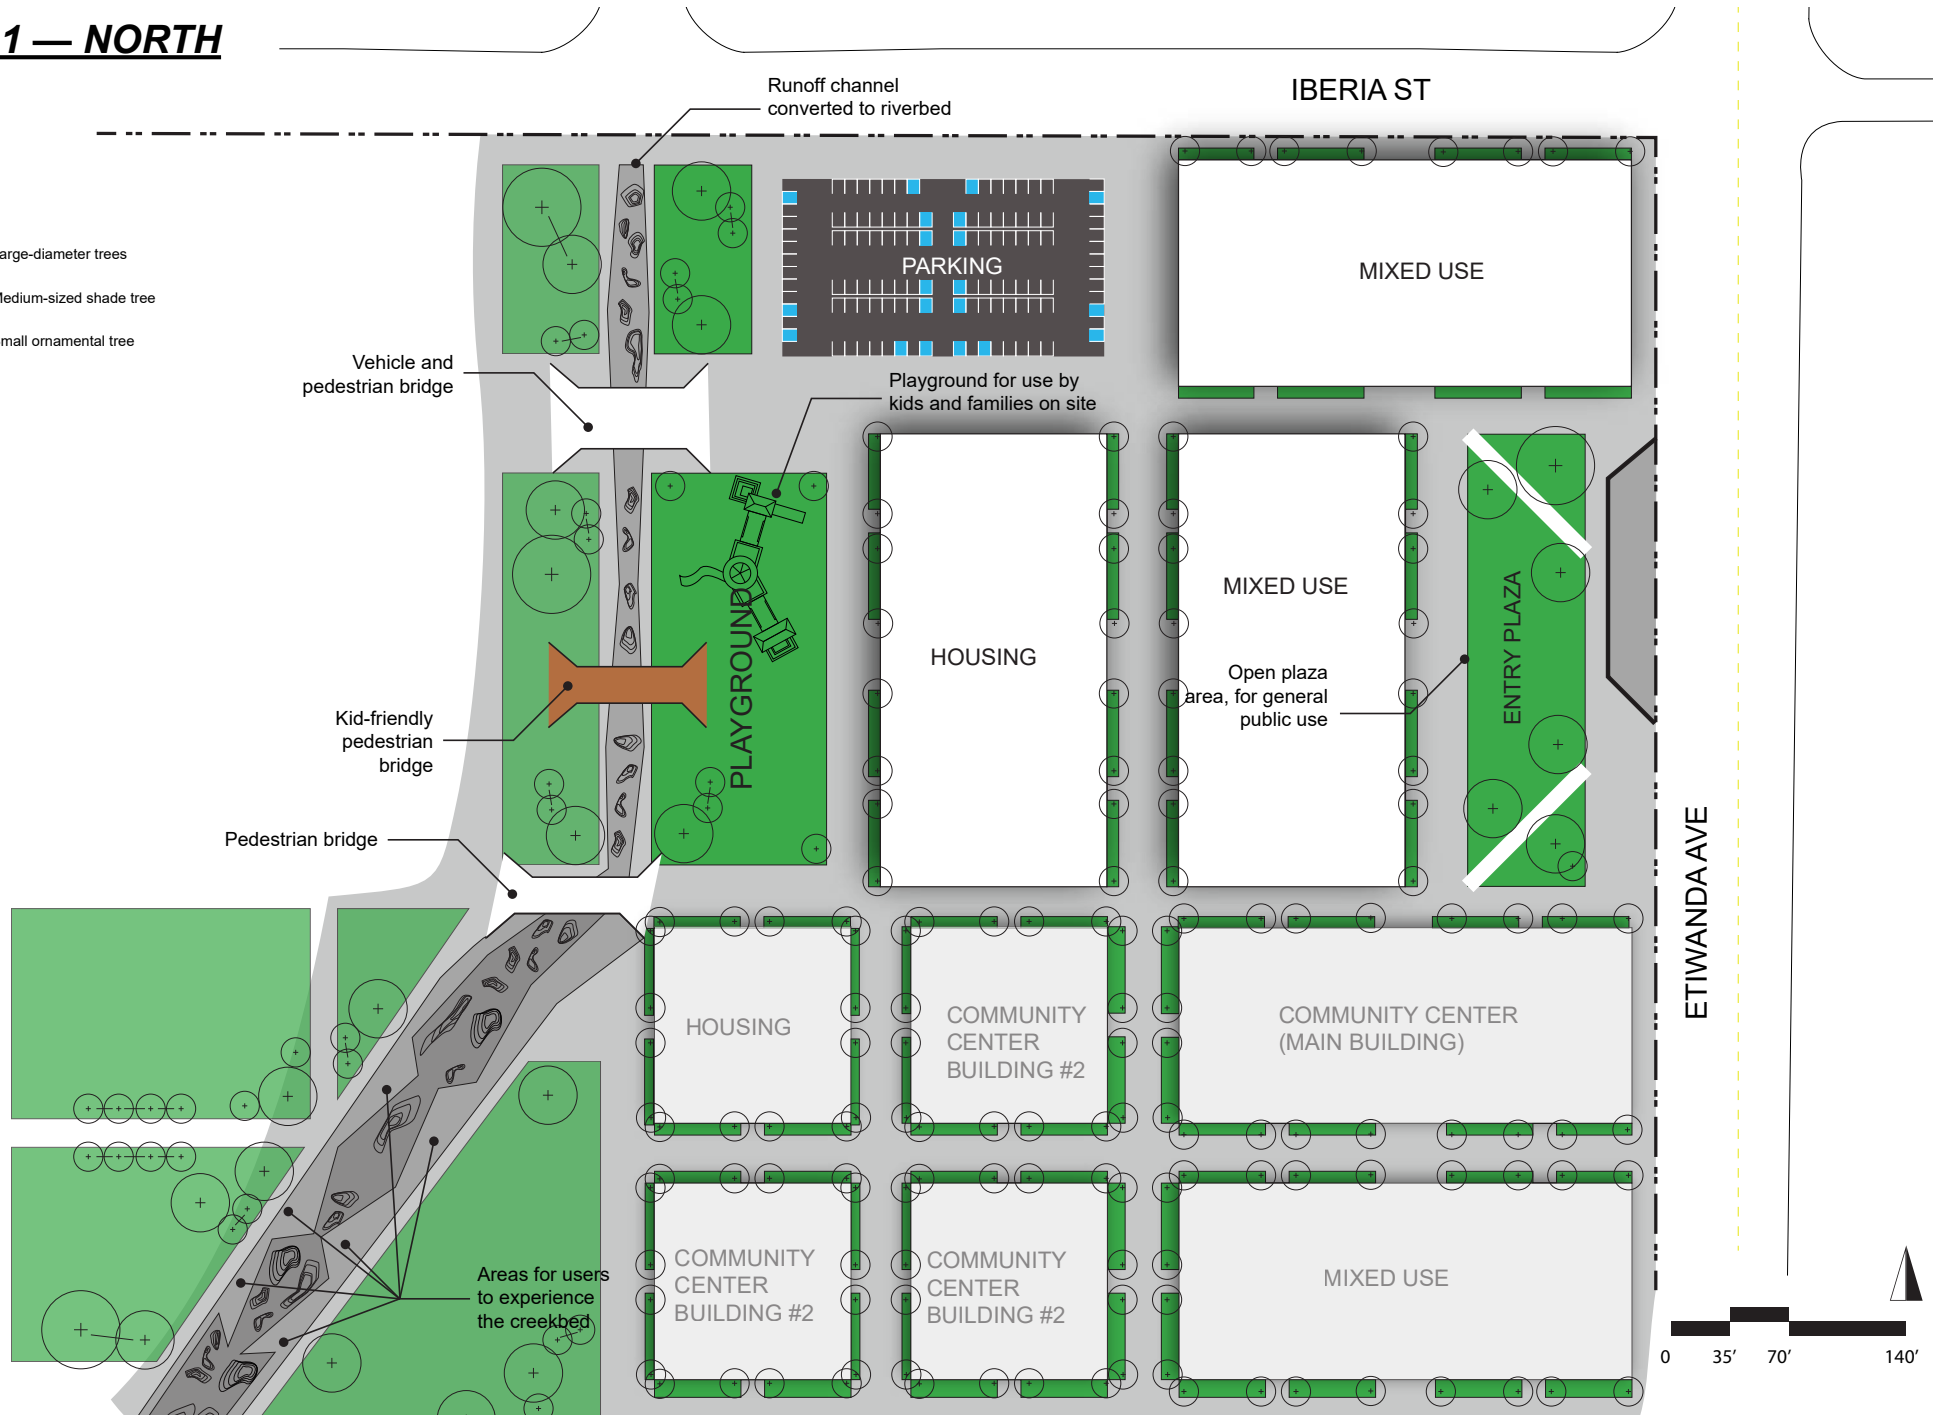 1 — NORTH
Runoff channel
converted to riverbed
IBERIA ST
arge-diameter trees
Medium-sized shade tree
mall ornamental tree
PARKING
MIXED USE
Vehicle and
pedestrian bridge
Playground for use by
kids and families on site
MIXED USE
HOUSING
PLAYGROUND
ENTRY PLAZA
Open plaza
area, for general
public use
Kid-friendly
pedestrian
bridge
Pedestrian bridge
ETIWANDA AVE
HOUSING
COMMUNITY
CENTER
BUILDING #2
COMMUNITY CENTER
(MAIN BUILDING)
Areas for users
to experience
the creekbed
COMMUNITY
CENTER
BUILDING #2
COMMUNITY
CENTER
BUILDING #2
MIXED USE
0 35’ 70’ 140’